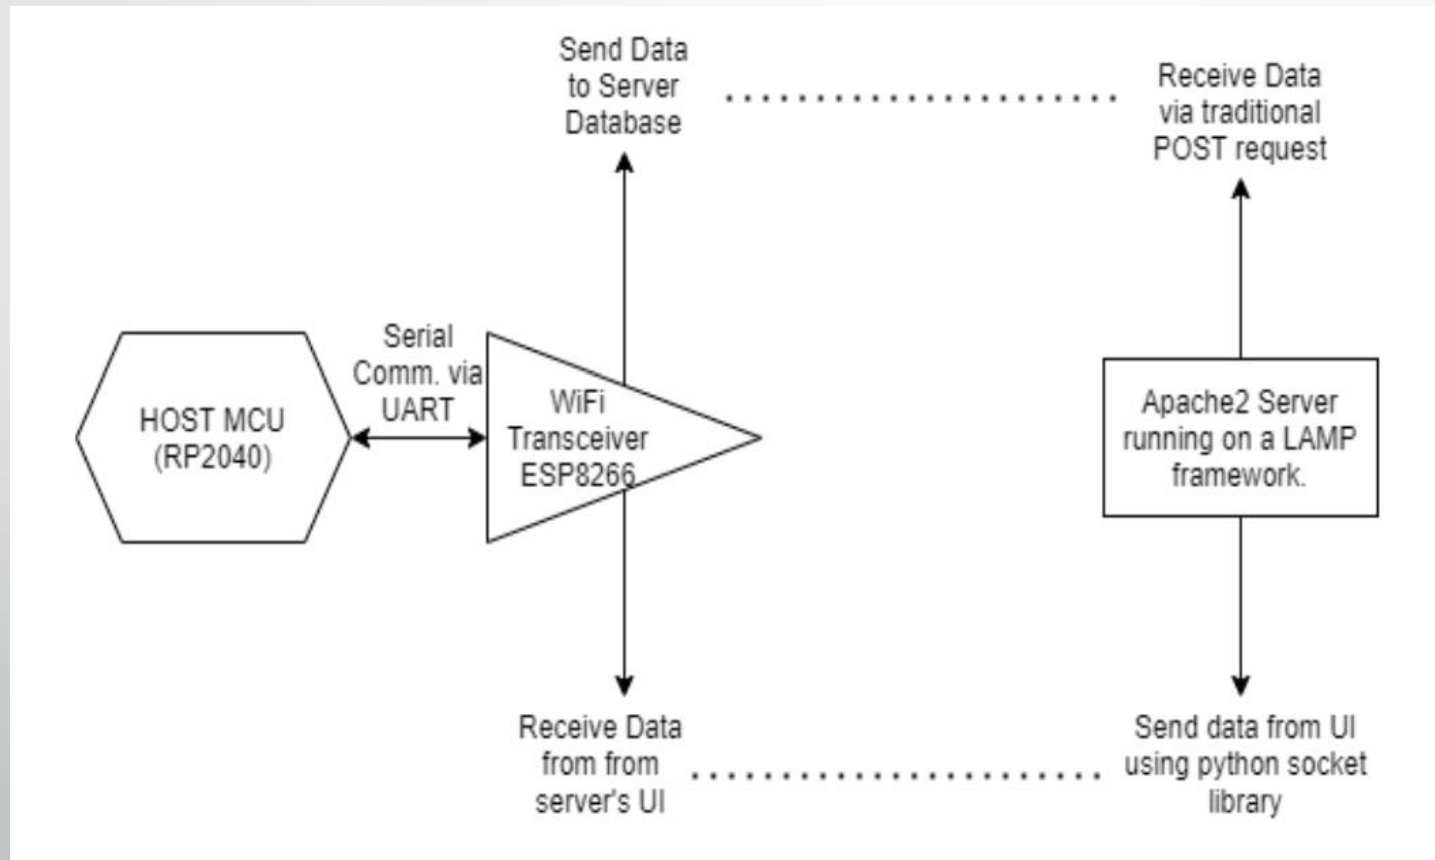 Send Data
to Server
Database
Receive Data
via traditional
POST request
Serial
Comm. via
UART
HOST MCU
(RP2040)
WiFi
Transceiver
ESP8266
Apache2 Server
running on a LAMP
framework.
Receive Data
from from
server's UI
Send data from UI
using python socket
library